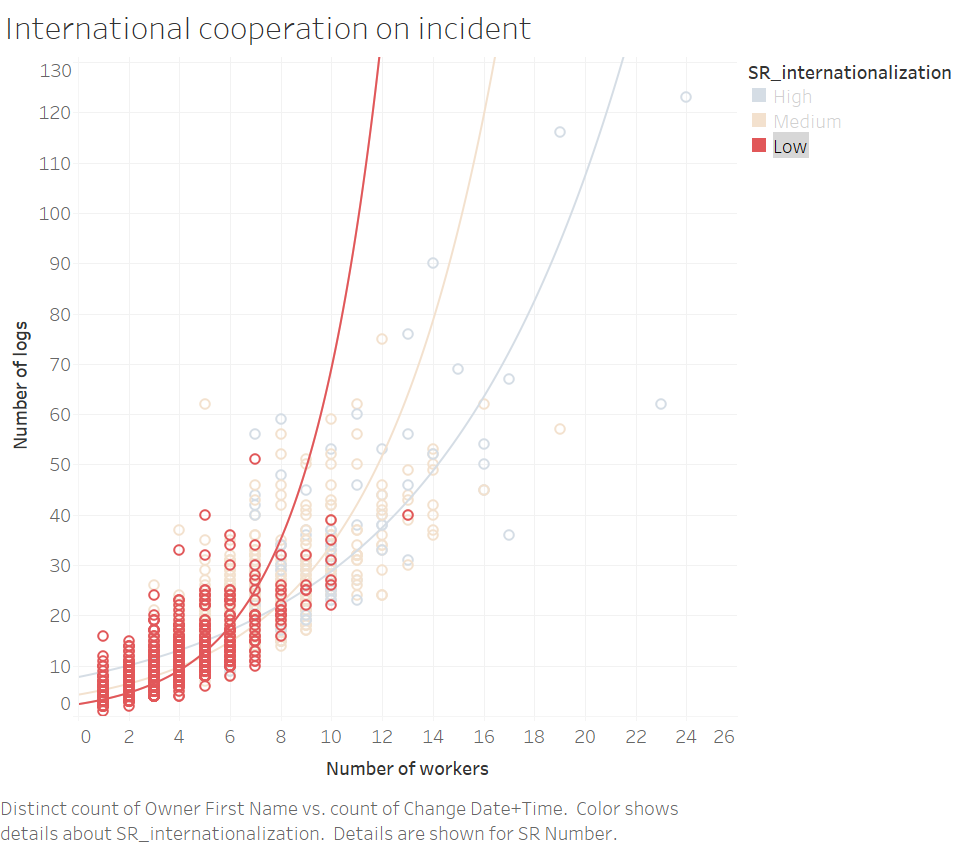 International cooperation on incident
SR_internationalization
High
Medium
Low
130
120
110
100
90
80
70
60
50
40
30
20
10
0
Number of logs
0 2 4 6 8 10 12 14 16 18 20 22 24 26
Number of workers
Distinct count of Owner First Name vs. count of Change Date+Time. Color shows
details about SR_internationalization. Details are shown for SR Number.